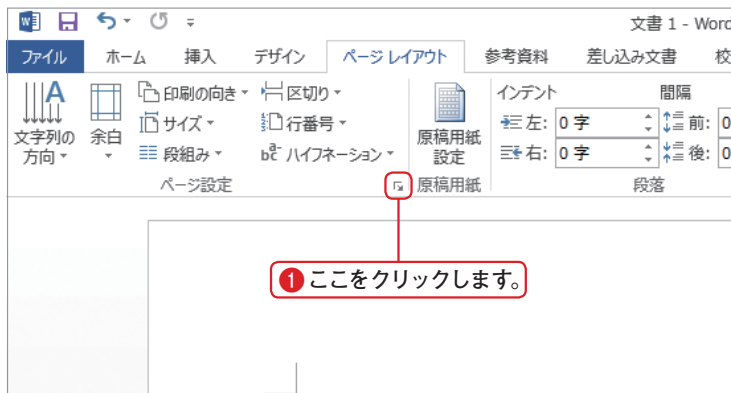 文書 1 - Word
ファイル ホーム 挿入 デザイン ページ レイアウト 参考資料 差し込み文書 校
A 印刷の向き 区切り インデント 間隔
文字列の方向 余白 サイズ 行番号 原稿用紙設定 左: 0 字 前: 0
段組み bc ハイフネーション 右: 0 字 後: 0
ページ設定 原稿用紙 段落
1 ここをクリックします。